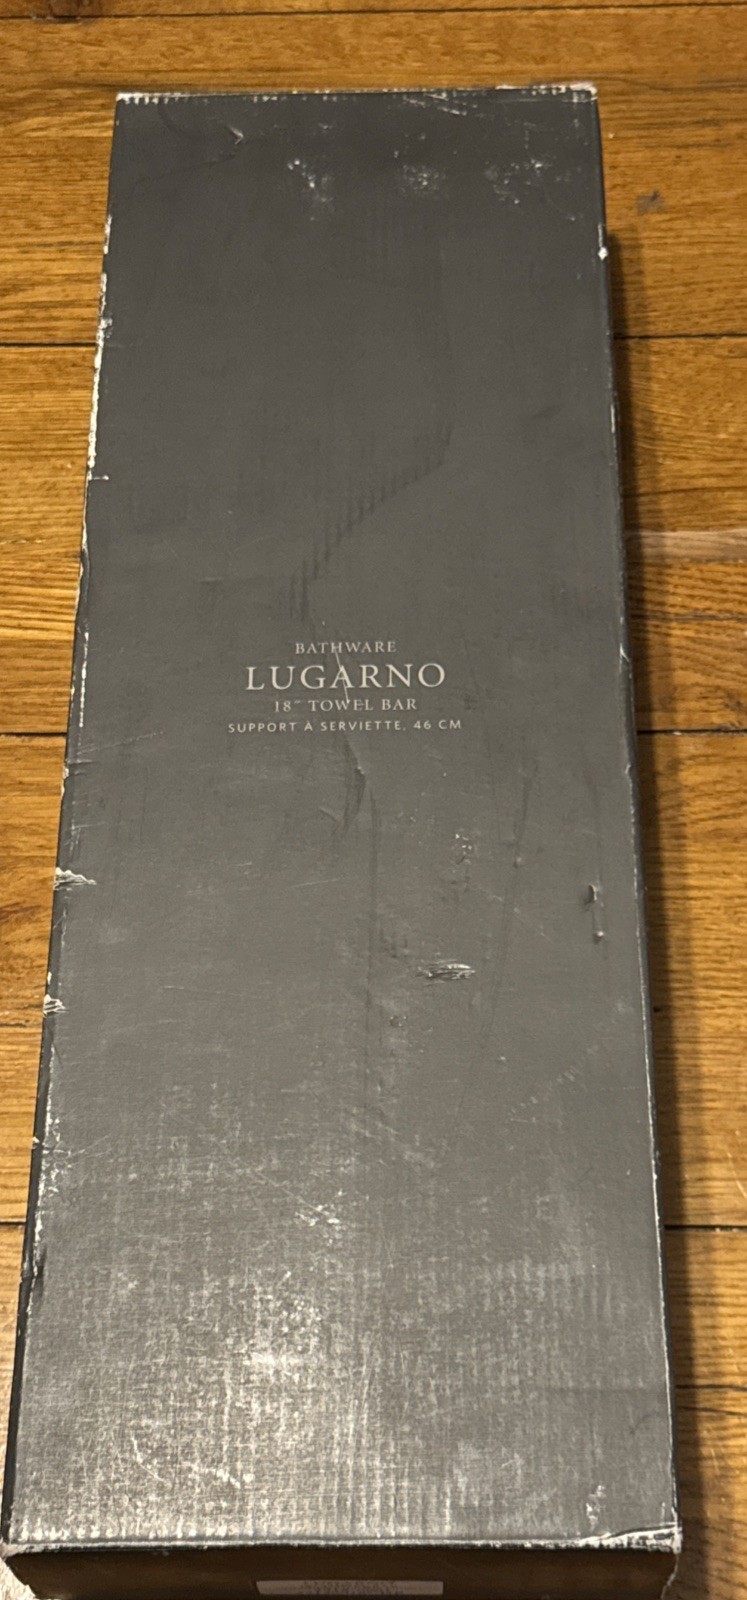 BATHWARE
LUGARNO
18" TOWEL BAR
SUPPORT À SERVIETTE, 46 CM